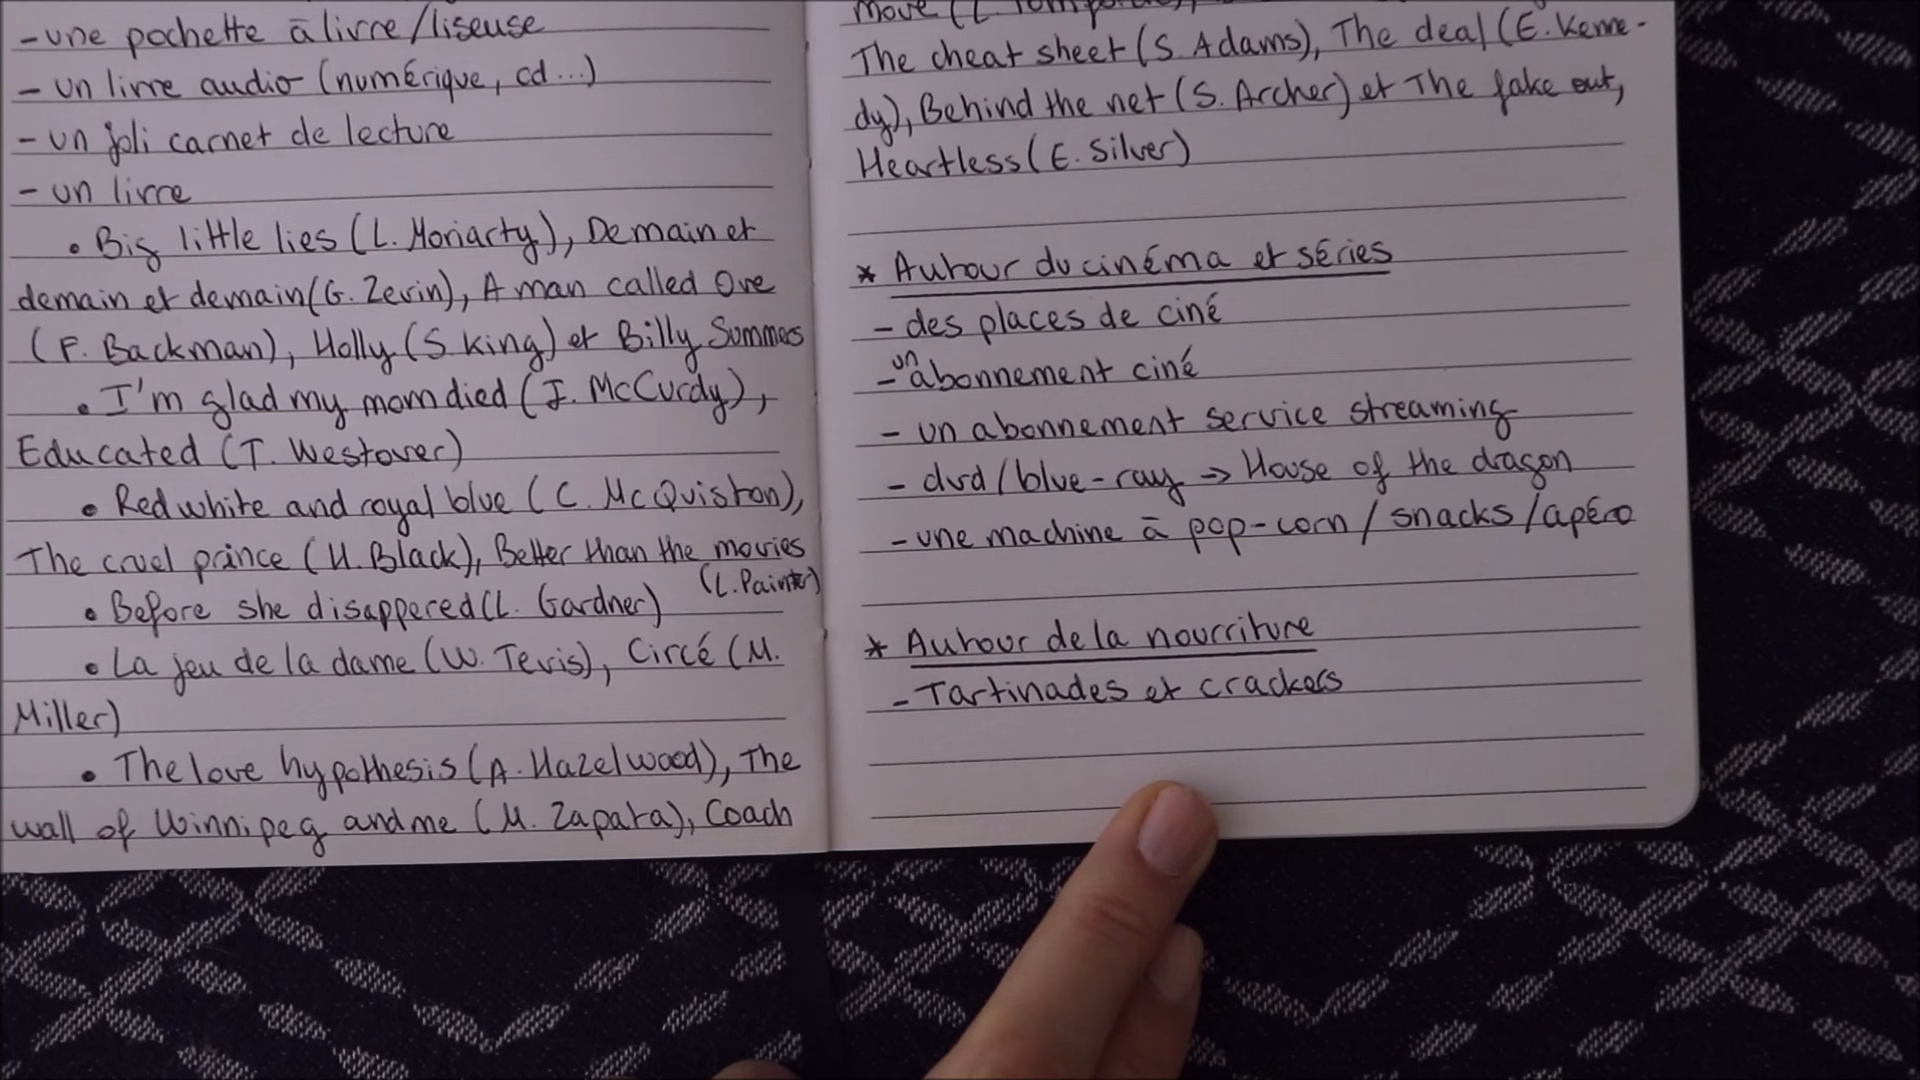 -une pochette à livre/liseuse
- un livre audio (numérique, cd...)
- un joli carnet de lecture
- un livre
• Big little lies (L. Moriarty), Demain et
demain et demain (G. Zevin), A man called Ove
(F. Backman), Holly (S. King) et Billy Summers
• I'm glad my mom died (J. McCurdy),
Educated (T. Westover)
• Red white and royal blue (C. McQuiston),
The cruel prince (H. Black), Better than the movies
(L. Painter)
• Before she disappered (L. Gardner)
• La jeu de la dame (W. Tevis), Circé (M.
Miller)
• The love hypothesis (A. Hazelwood), The
wall of Winnipeg and me (M. Zapata), Coach
move (L.
The cheat sheet (S. Adams), The deal (E. Kenne-
dy), Behind the net (S. Archer) et The fake out,
Heartless (E. Silver)
* Autour du cinéma et séries
- des places de ciné
- un abonnement ciné
- un abonnement service streaming
- dvd/blue-ray → House of the dragon
- une machine à pop-corn / snacks /apéro
* Autour de la nourriture
- Tartinades et crackers